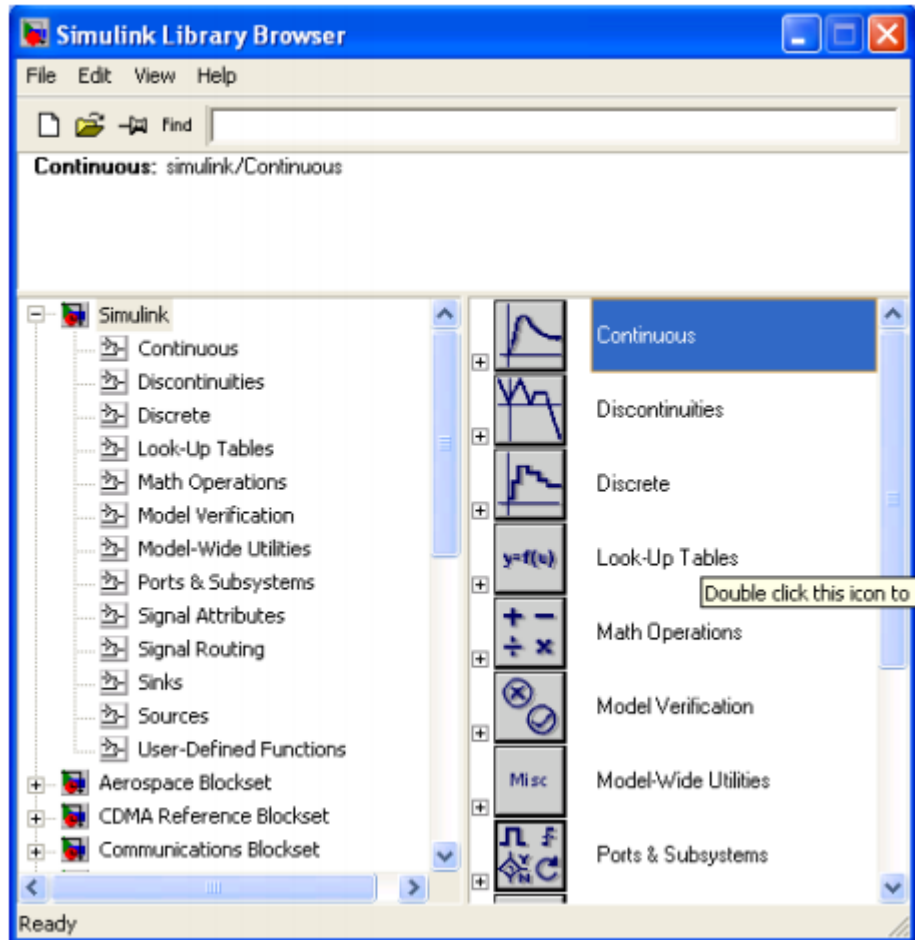 Simulink Library Browser
File Edit View Help
Find
Continuous: simulink/Continuous
Simulink
Continuous
Discontinuities
Discrete
Look-Up Tables
Math Operations
Model Verification
Model-Wide Utilities
Ports & Subsystems
Signal Attributes
Signal Routing
Sinks
Sources
User-Defined Functions
Aerospace Blockset
CDMA Reference Blockset
Communications Blockset
Continuous
Discontinuities
Discrete
y=f(u)
Look-Up Tables
Double click this icon to
+ −
÷ ×
Math Operations
Model Verification
Misc
Model-Wide Utilities
Y
N
Ports & Subsystems
Ready